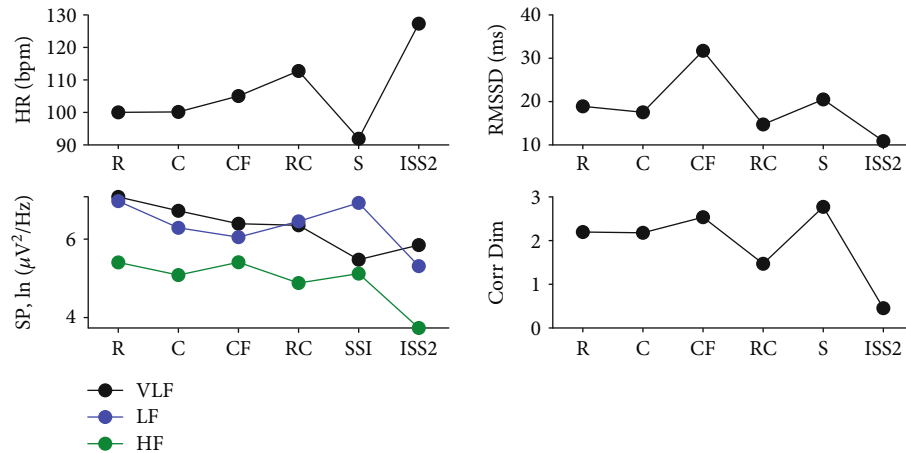 HR (bpm)
130
120
110
100
90
R C CF RC S ISS2
RMSSD (ms)
40
30
20
10
R C CF RC S ISS2
SP, ln (μV²/Hz)
6
4
R C CF RC SSI ISS2
Corr Dim
3
2
1
0
R C CF RC S ISS2
VLF
LF
HF